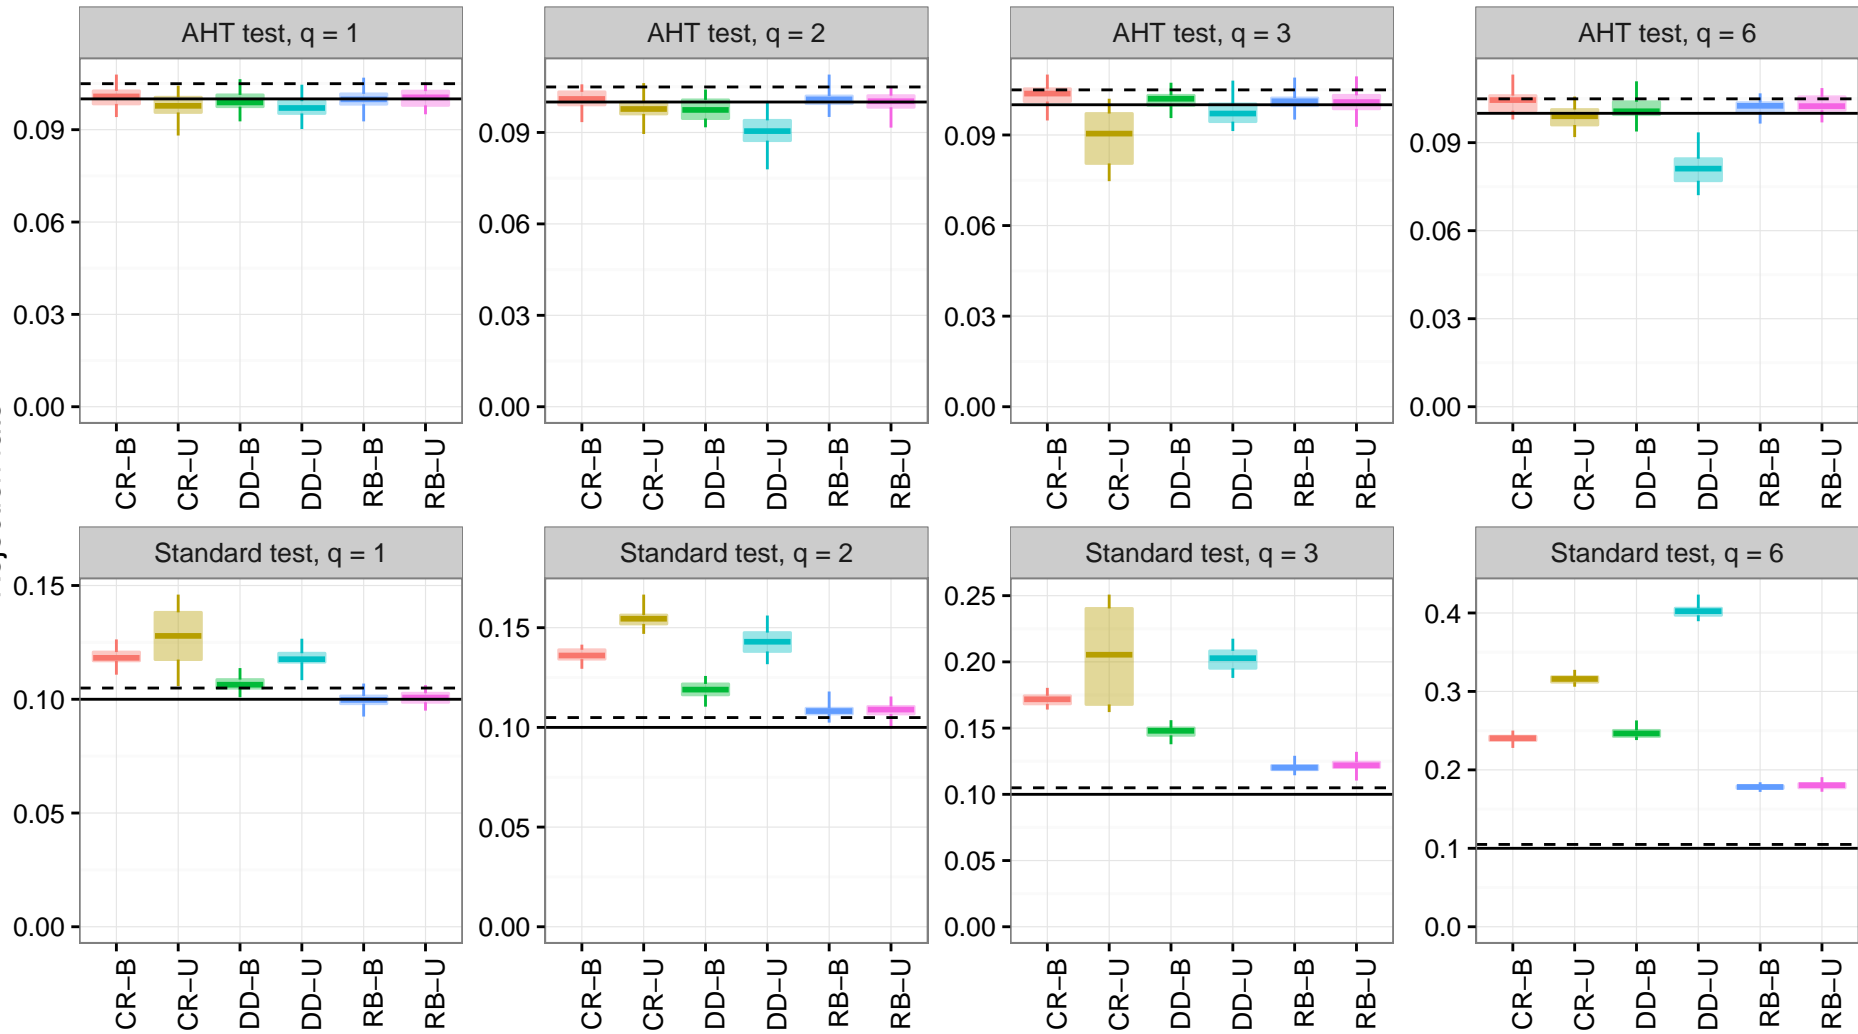 AHT test, q = 1
AHT test, q = 2
AHT test, q = 3
AHT test, q = 6
0.09
0.06
0.03
0.00
0.09
0.06
0.03
0.00
0.09
0.06
0.03
0.00
0.09
0.06
0.03
0.00
CR−B
CR−U
DD−B
DD−U
RB−B
RB−U
CR−B
CR−U
DD−B
DD−U
RB−B
RB−U
CR−B
CR−U
DD−B
DD−U
RB−B
RB−U
CR−B
CR−U
DD−B
DD−U
RB−B
RB−U
Standard test, q = 1
Standard test, q = 2
Standard test, q = 3
Standard test, q = 6
0.15
0.10
0.05
0.00
0.15
0.10
0.05
0.00
0.25
0.20
0.15
0.10
0.05
0.00
0.4
0.3
0.2
0.1
0.0
CR−B
CR−U
DD−B
DD−U
RB−B
RB−U
CR−B
CR−U
DD−B
DD−U
RB−B
RB−U
CR−B
CR−U
DD−B
DD−U
RB−B
RB−U
CR−B
CR−U
DD−B
DD−U
RB−B
RB−U